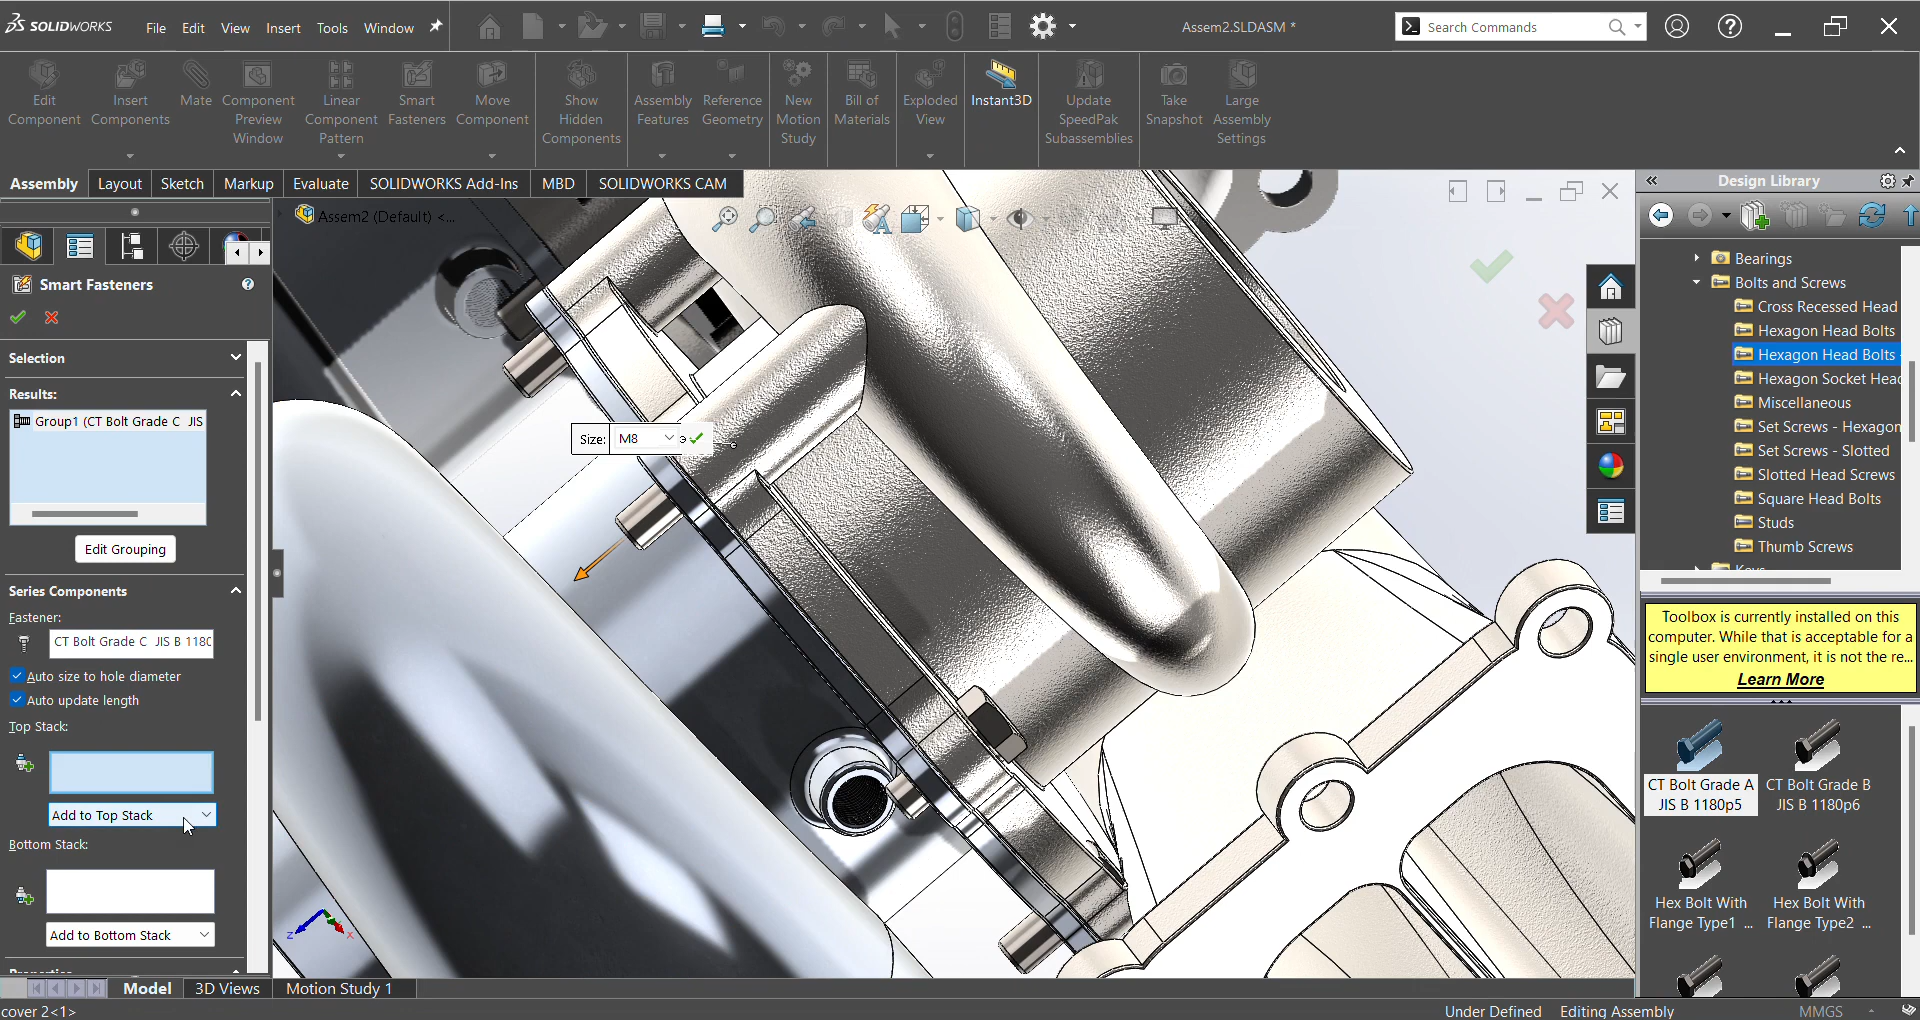 SOLIDWORKS
File Edit View Insert Tools Window
Assem2.SLDASM *
Search Commands
Edit Component
Insert Components
Mate
Component Preview Window
Linear Component Pattern
Smart Fasteners
Move Component
Show Hidden Components
Assembly Features
Reference Geometry
New Motion Study
Bill of Materials
Exploded View
Instant3D
Update SpeedPak Subassemblies
Take Snapshot
Large Assembly Settings
Assembly Layout Sketch Markup Evaluate SOLIDWORKS Add-Ins MBD SOLIDWORKS CAM
Assem2 (Default) <...
Smart Fasteners
Selection
Results:
Group1 (CT Bolt Grade C JIS
Edit Grouping
Series Components
Fastener:
CT Bolt Grade C JIS B 1180
Auto size to hole diameter
Auto update length
Top Stack:
Add to Top Stack
Bottom Stack:
Add to Bottom Stack
Properties
Size: M8
z
x
Design Library
Bearings
Bolts and Screws
Cross Recessed Head
Hexagon Head Bolts
Hexagon Head Bolts -
Hexagon Socket Head
Miscellaneous
Set Screws - Hexagon
Set Screws - Slotted
Slotted Head Screws
Square Head Bolts
Studs
Thumb Screws
Keys
Toolbox is currently installed on this
computer. While that is acceptable for a
single user environment, it is not the re...
Learn More
CT Bolt Grade A
JIS B 1180p5
CT Bolt Grade B
JIS B 1180p6
Hex Bolt With
Flange Type1 ...
Hex Bolt With
Flange Type2 ...
Model 3D Views Motion Study 1
cover 2<1>
Under Defined Editing Assembly MMGS